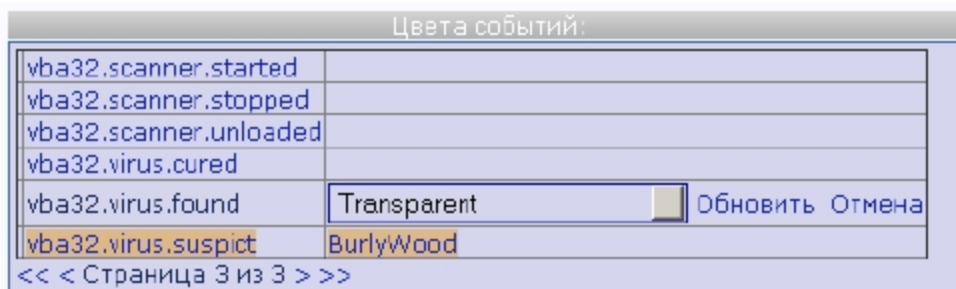 Цвета событий:
vba32.scanner.started
vba32.scanner.stopped
vba32.scanner.unloaded
vba32.virus.cured
vba32.virus.found Transparent Обновить Отмена
vba32.virus.suspict BurlyWood
<< < Страница 3 из 3 > >>